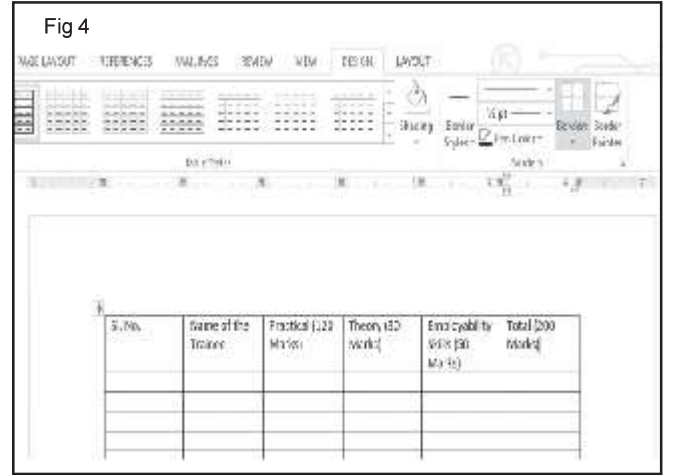 Fig 4
PAGE LAYOUT REFERENCES MAILINGS REVIEW VIEW DESIGN LAYOUT
Shading Border Styles Pen Color Borders Border Painter
Table Styles Borders
Sl. No. Name of the Practical (120 Theory (30 Employability Total (200
Trainee Marks) Marks) Skills (50 Marks)
Marks)